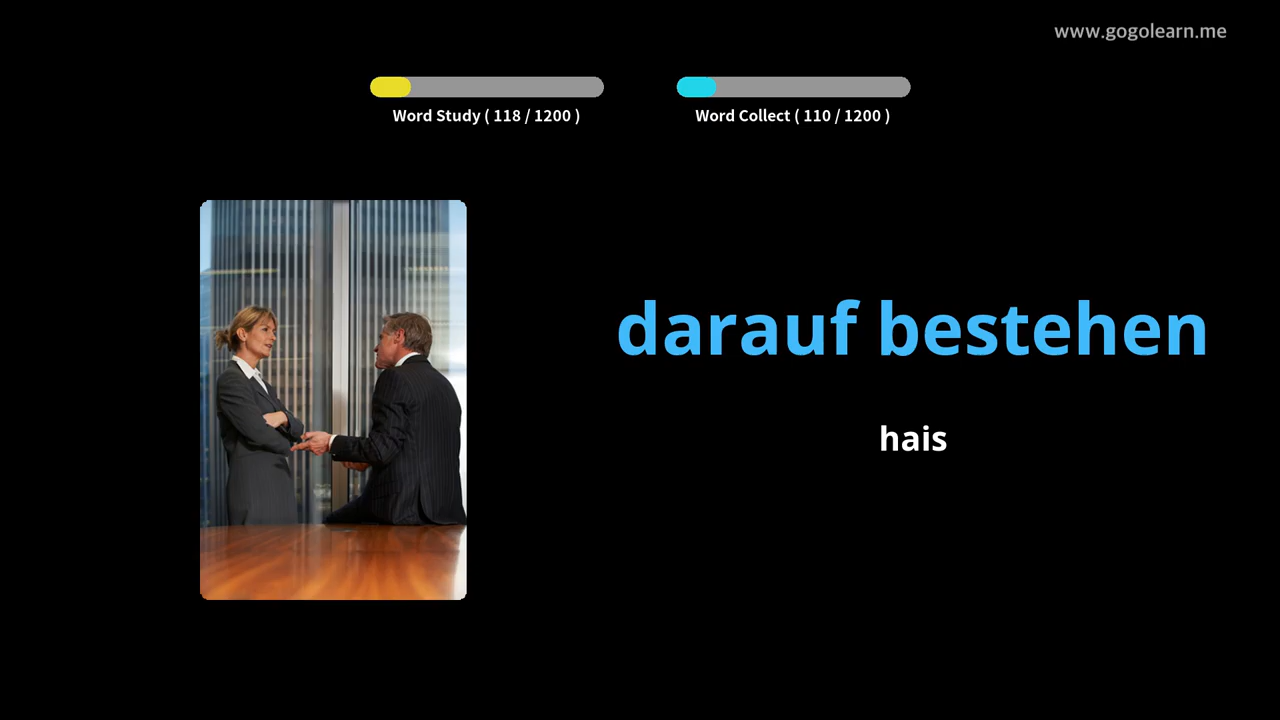 www.gogolearn.me
Word Study ( 118 / 1200 )
Word Collect ( 110 / 1200 )
darauf bestehen
hais